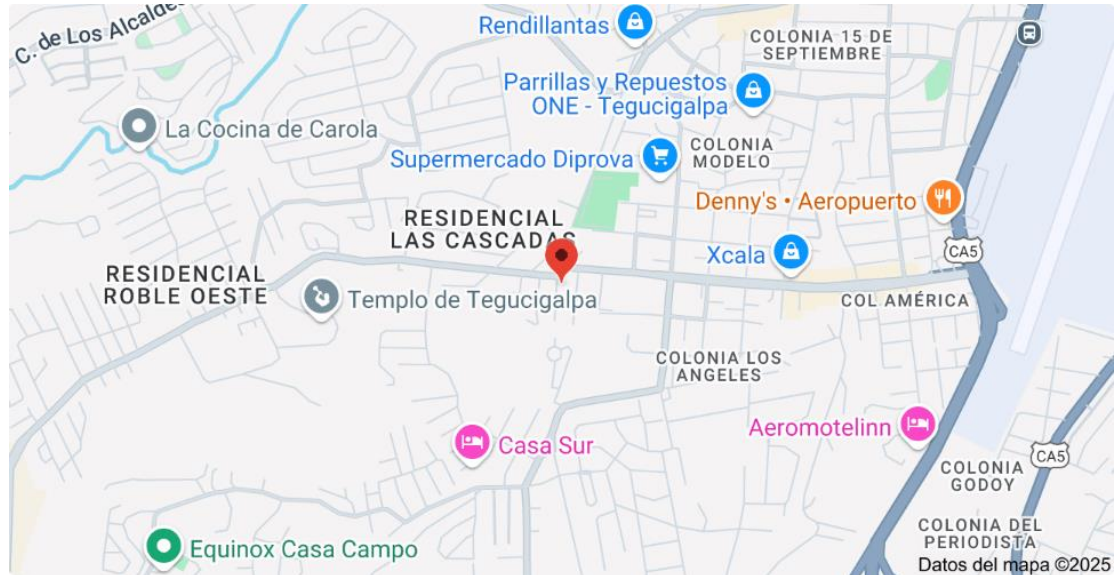 C. de Los Alcaldes
Rendillantas
COLONIA 15 DE
SEPTIEMBRE
Parrillas y Repuestos
ONE - Tegucigalpa
La Cocina de Carola
Supermercado Diprova
COLONIA
MODELO
Denny's • Aeropuerto
RESIDENCIAL
LAS CASCADAS
Xcala
CA5
RESIDENCIAL
ROBLE OESTE
Templo de Tegucigalpa
COL AMÉRICA
COLONIA LOS
ANGELES
Aeromotelinn
Casa Sur
CA5
COLONIA
GODOY
COLONIA DEL
PERIODISTA
Equinox Casa Campo
Datos del mapa ©2025